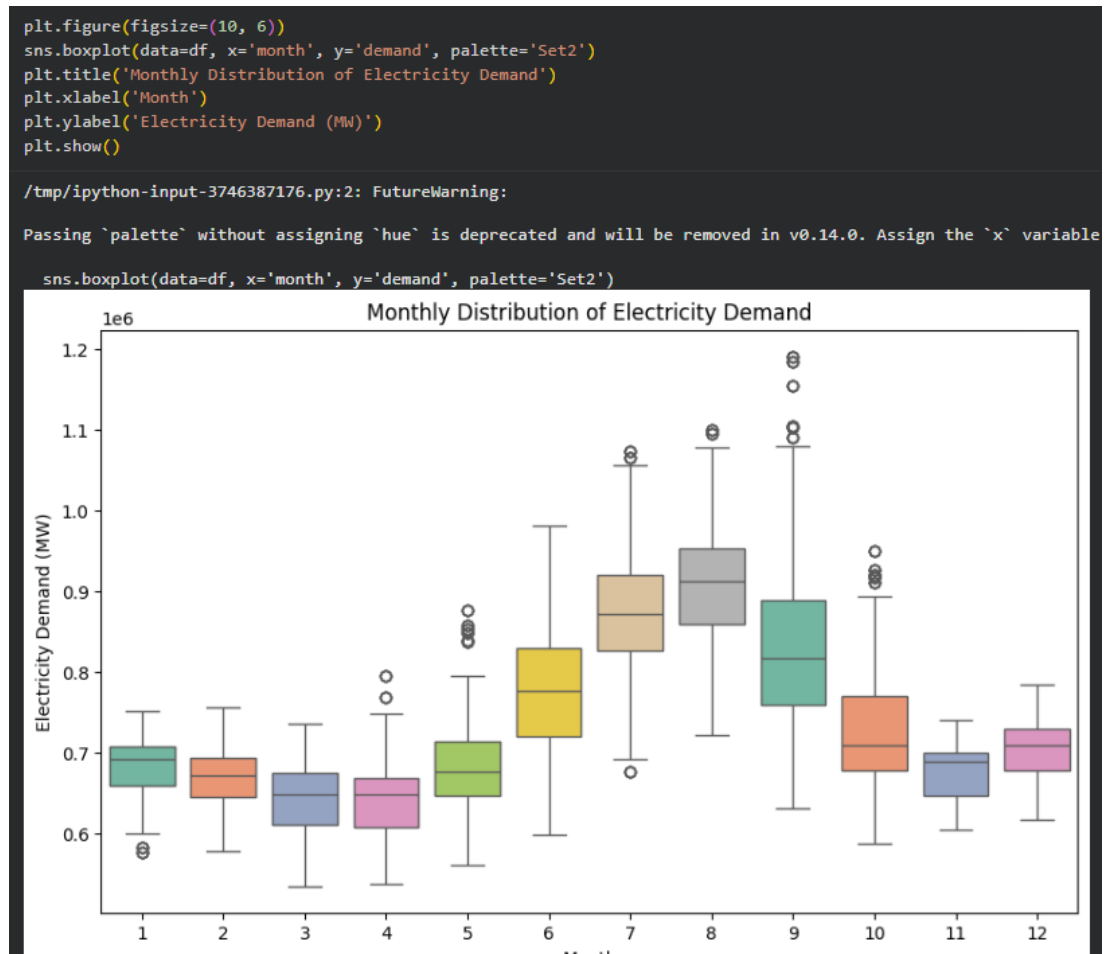 plt.figure(figsize=(10, 6))
sns.boxplot(data=df, x='month', y='demand', palette='Set2')
plt.title('Monthly Distribution of Electricity Demand')
plt.xlabel('Month')
plt.ylabel('Electricity Demand (MW)')
plt.show()
/tmp/ipython-input-3746387176.py:2: FutureWarning:
Passing `palette` without assigning `hue` is deprecated and will be removed in v0.14.0. Assign the `x` variable
sns.boxplot(data=df, x='month', y='demand', palette='Set2')
Monthly Distribution of Electricity Demand
1e6
1.2
1.1
1.0
0.9
0.8
0.7
0.6
Electricity Demand (MW)
1 2 3 4 5 6 7 8 9 10 11 12